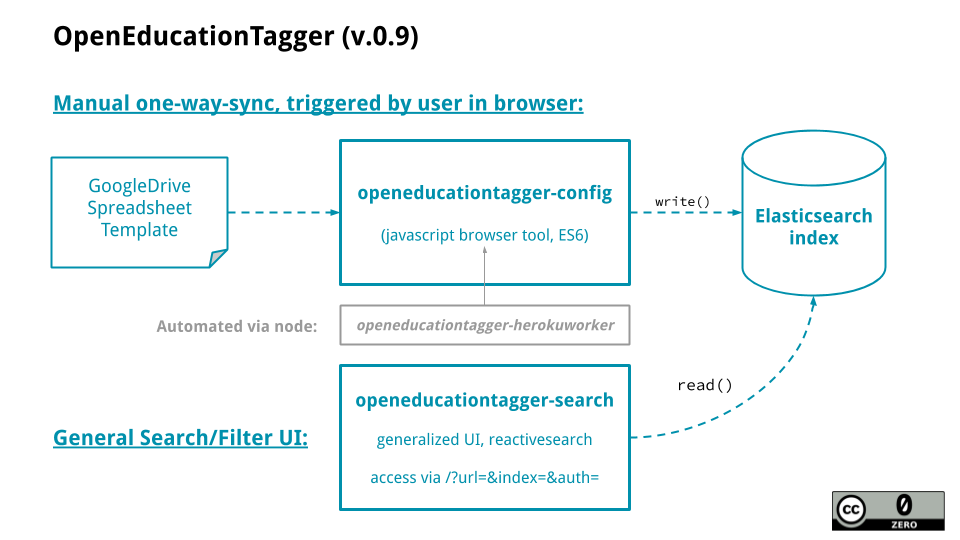 OpenEducationTagger (v.0.9)
Manual one-way-sync, triggered by user in browser:
GoogleDrive
Spreadsheet
Template
openeducationtagger-config
(javascript browser tool, ES6)
write()
Elasticsearch
index
Automated via node:
openeducationtagger-herokuworker
General Search/Filter UI:
openeducationtagger-search
generalized UI, reactivesearch
access via /?url=&index=&auth=
read()
cc
0
ZERO